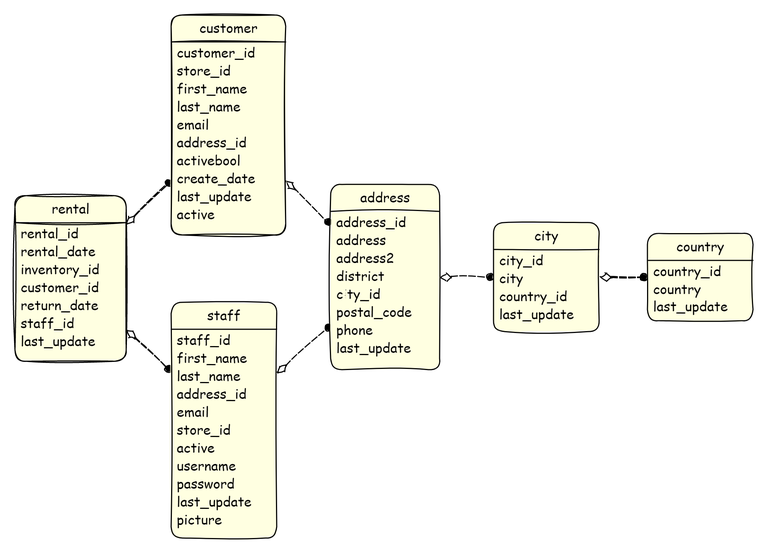 customer
customer_id
store_id
first_name
last_name
email
address_id
activebool
create_date
last_update
active
rental
rental_id
rental_date
inventory_id
customer_id
return_date
staff_id
last_update
staff
staff_id
first_name
last_name
address_id
email
store_id
active
username
password
last_update
picture
address
address_id
address
address2
district
city_id
postal_code
phone
last_update
city
city_id
city
country_id
last_update
country
country_id
country
last_update